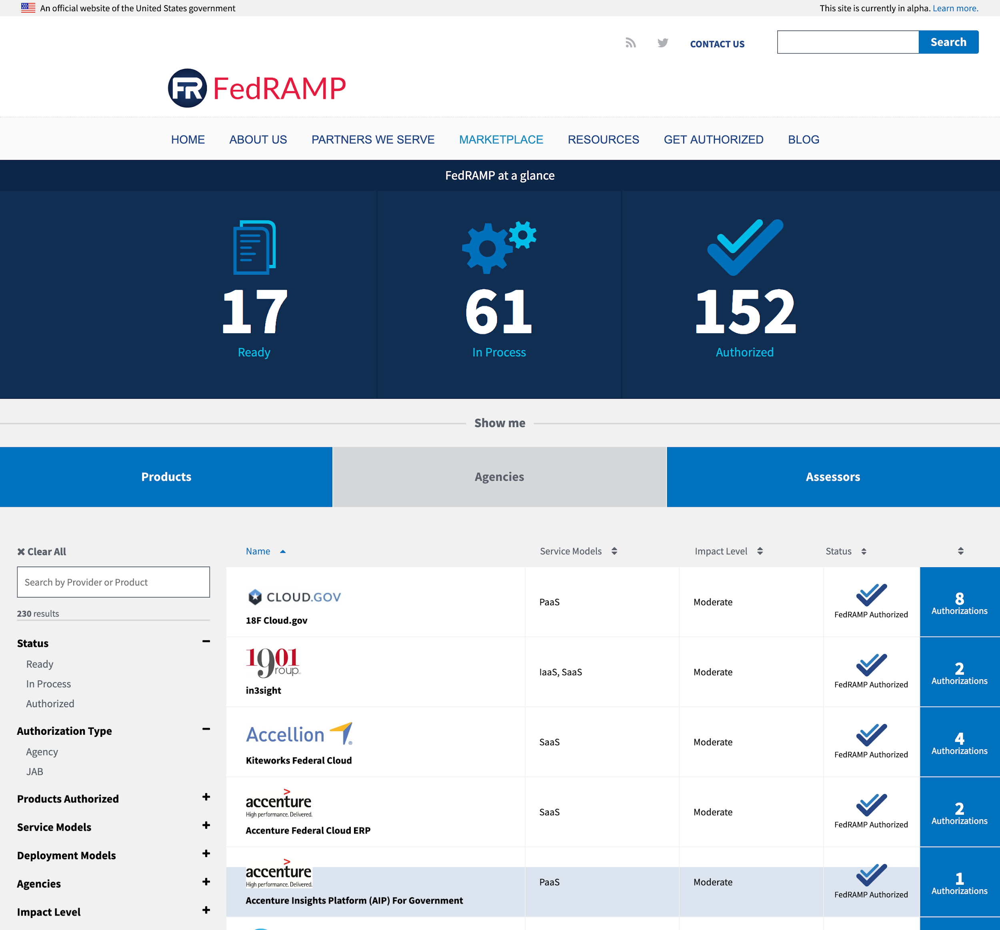 An official website of the United States government
This site is currently in alpha. Learn more.
CONTACT US
Search
FR FedRAMP
HOME ABOUT US PARTNERS WE SERVE MARKETPLACE RESOURCES GET AUTHORIZED BLOG
FedRAMP at a glance
17 61 152
Ready In Process Authorized
Show me
Products Agencies Assessors
Clear All
Search by Provider or Product
230 results
Status
Ready
In Process
Authorized
Authorization Type
Agency
JAB
Products Authorized
Service Models
Deployment Models
Agencies
Impact Level
Name Service Models Impact Level Status
CLOUD.GOV
18F Cloud.gov
PaaS
Moderate
FedRAMP Authorized
8
Authorizations
1901
roup
in3sight
IaaS, SaaS
Moderate
FedRAMP Authorized
2
Authorizations
Accellion ®
Kiteworks Federal Cloud
SaaS
Moderate
FedRAMP Authorized
4
Authorizations
accenture
High performance. Delivered.
Accenture Federal Cloud ERP
SaaS
Moderate
FedRAMP Authorized
2
Authorizations
accenture
High performance. Delivered.
Accenture Insights Platform (AIP) For Government
PaaS
Moderate
FedRAMP Authorized
1
Authorizations